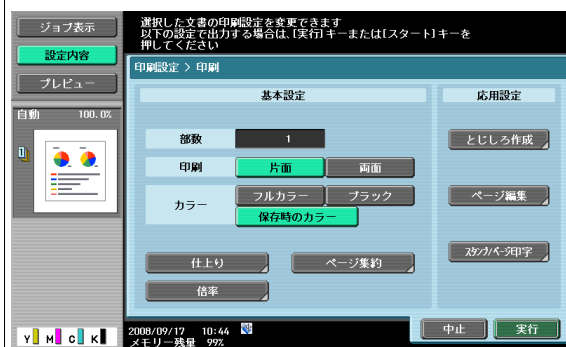 ジョブ表示
設定内容
プレビュー
自動 100.0%
選択した文書の印刷設定を変更できます
以下の設定で出力する場合は､[実行]キーまたは[スタート]キーを
押してください
印刷設定 > 印刷
基本設定
部数 1
印刷 片面 両面
カラー フルカラー ブラック
保存時のカラー
仕上り ページ集約
倍率
応用設定
とじしろ作成
ページ編集
ｽﾀﾝﾌﾟ/ﾍﾟｰｼﾞ印字
Y M C K
2008/09/17 10:44
メモリー残量 99%
中止 実行